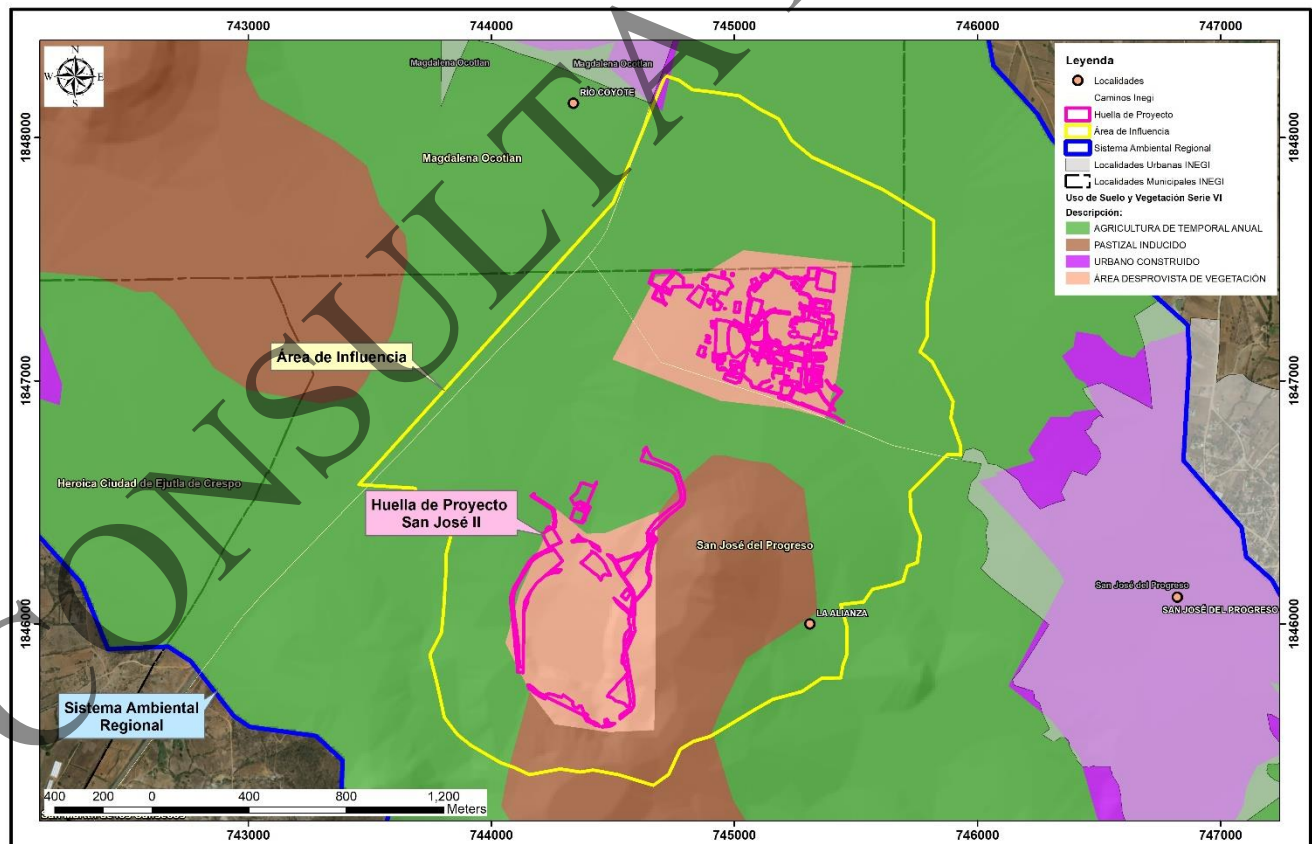 743000 744000 745000 746000 747000
N
W E
S
Magdalena Ocotlan
Magdalena Ocotlan
RÍO COYOTE
Magdalena Ocotlan
1848000
1848000
Leyenda
Localidades
Caminos Inegi
Huella de Proyecto
Área de Influencia
Sistema Ambiental Regional
Localidades Urbanas INEGI
Localidades Municipales INEGI
Uso de Suelo y Vegetación Serie VI
Descripción:
AGRICULTURA DE TEMPORAL ANUAL
PASTIZAL INDUCIDO
URBANO CONSTRUIDO
ÁREA DESPROVISTA DE VEGETACIÓN
Área de Influencia
1847000
1847000
Heroica Ciudad de Ejutla de Crespo
Huella de Proyecto
San José II
San José del Progreso
LA ALIANZA
San José del Progreso
SAN JOSÉ DEL PROGRESO
1846000
1846000
Sistema Ambiental
Regional
400 200 0 400 800 1,200
Meters
743000 744000 745000 746000 747000
CONSULTA